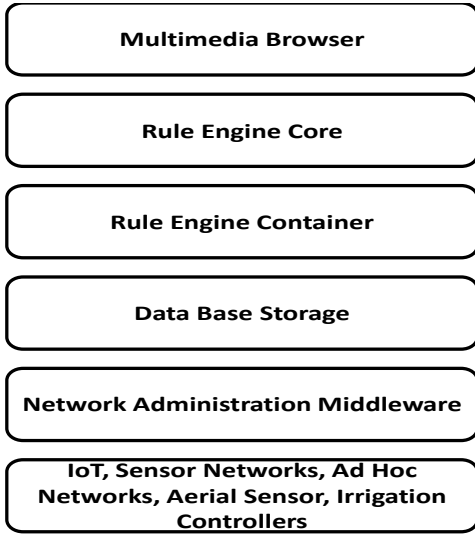 Multimedia Browser
Rule Engine Core
Rule Engine Container
Data Base Storage
Network Administration Middleware
IoT, Sensor Networks, Ad Hoc
Networks, Aerial Sensor, Irrigation
Controllers